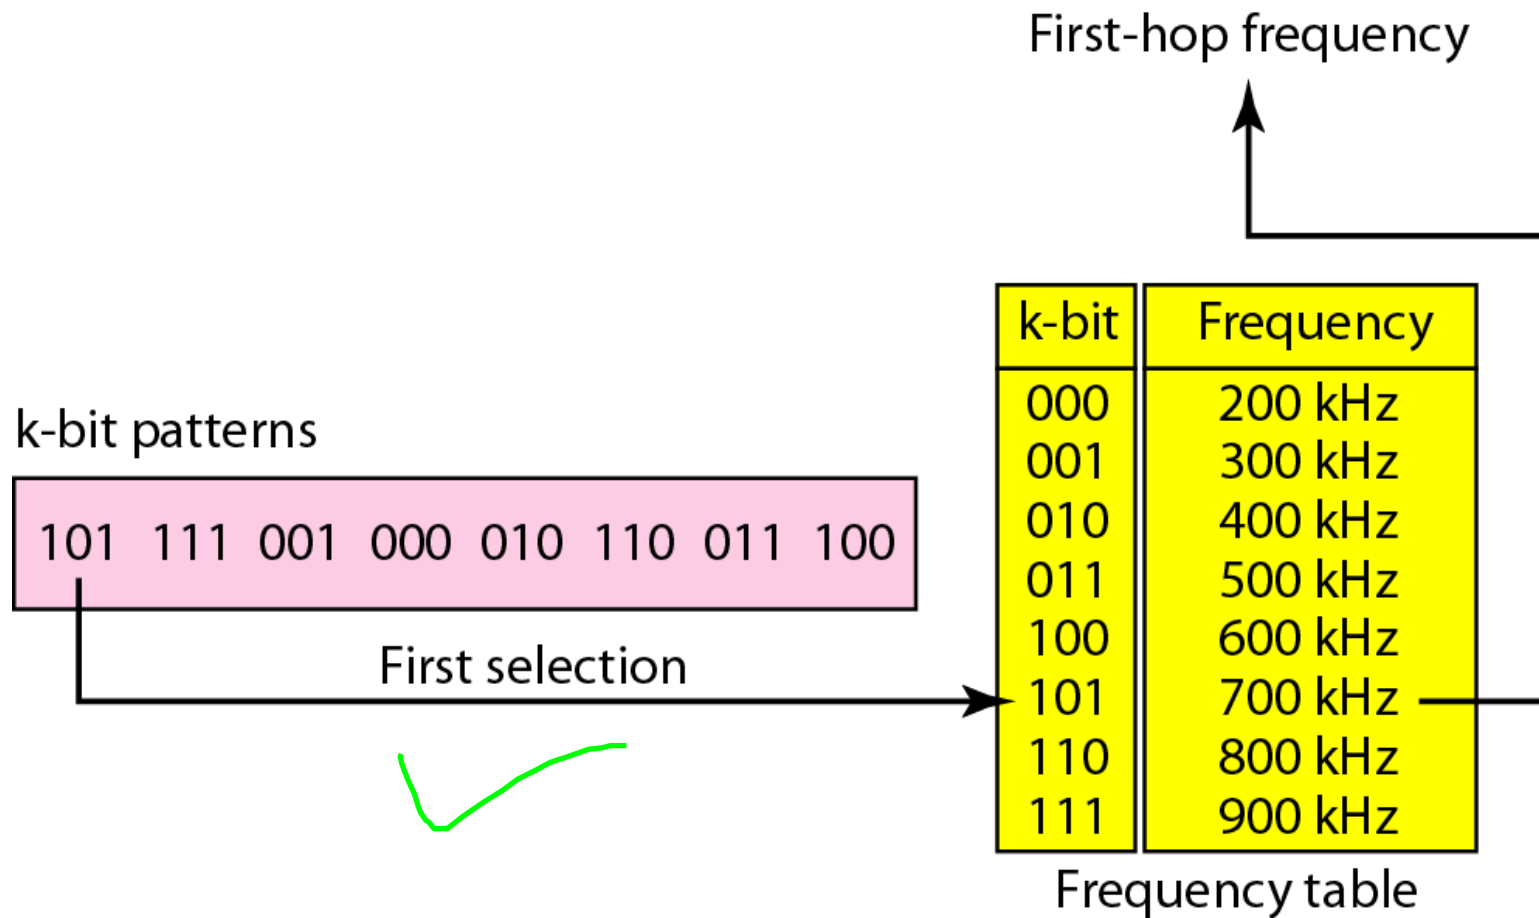 First-hop frequency
k-bit patterns
101 111 001 000 010 110 011 100
First selection
k-bit Frequency
000 200 kHz
001 300 kHz
010 400 kHz
011 500 kHz
100 600 kHz
101 700 kHz
110 800 kHz
111 900 kHz
Frequency table